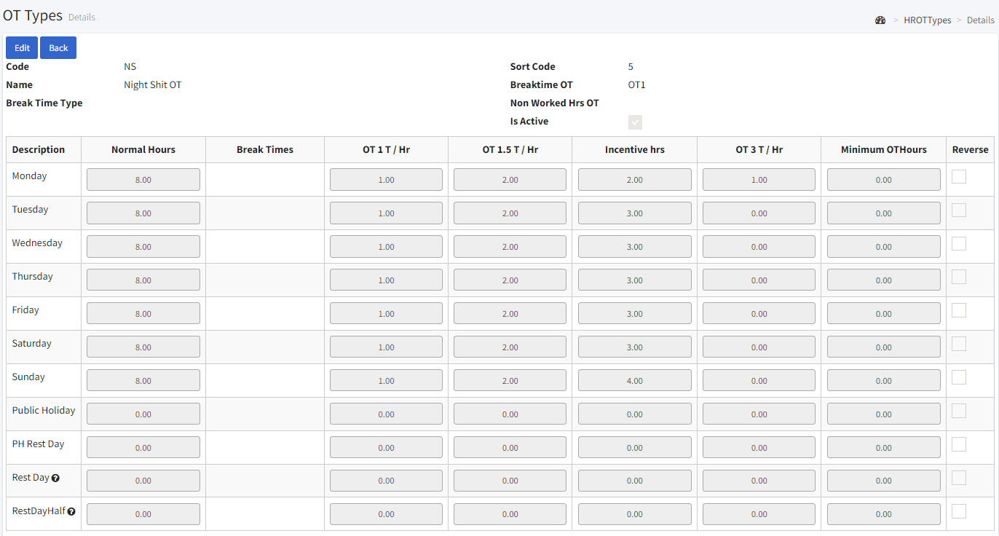 OT Types Details
> HROTTypes > Details
Edit Back
Code NS Sort Code 5
Name Night Shit OT Breaktime OT OT1
Break Time Type Non Worked Hrs OT
Is Active
Description Normal Hours Break Times OT 1 T / Hr OT 1.5 T / Hr Incentive hrs OT 3 T / Hr Minimum OTHours Reverse
Monday 8.00 1.00 2.00 2.00 1.00 0.00
Tuesday 8.00 1.00 2.00 3.00 0.00 0.00
Wednesday 8.00 1.00 2.00 3.00 0.00 0.00
Thursday 8.00 1.00 2.00 3.00 0.00 0.00
Friday 8.00 1.00 2.00 3.00 0.00 0.00
Saturday 8.00 1.00 2.00 3.00 0.00 0.00
Sunday 8.00 1.00 2.00 4.00 0.00 0.00
Public Holiday 0.00 0.00 0.00 0.00 0.00 0.00
PH Rest Day 0.00 0.00 0.00 0.00 0.00 0.00
Rest Day ? 0.00 0.00 0.00 0.00 0.00 0.00
RestDayHalf ? 0.00 0.00 0.00 0.00 0.00 0.00